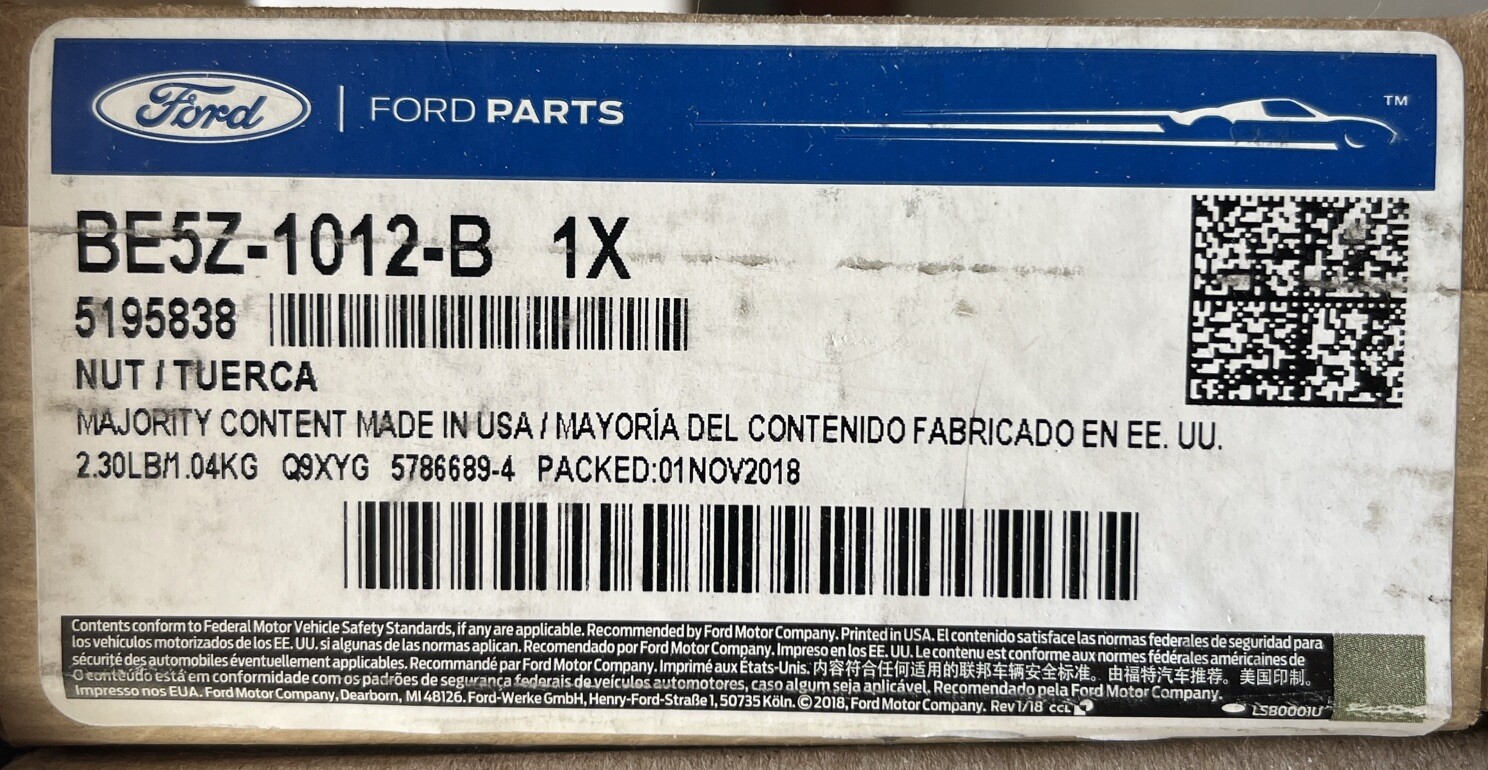 Ford | FORD PARTS
TM
BE5Z-1012-B 1X
5195838
NUT / TUERCA
MAJORITY CONTENT MADE IN USA / MAYORÍA DEL CONTENIDO FABRICADO EN EE. UU.
2.30LB/1.04KG Q9XYG 5786689-4 PACKED:01NOV2018
Contents conform to Federal Motor Vehicle Safety Standards, if any are applicable. Recommended by Ford Motor Company. Printed in USA. El contenido satisface las normas federales de seguridad para
los vehículos motorizados de los EE. UU. si algunas de las normas aplican. Recomendado por Ford Motor Company. Impreso en los EE. UU. Le contenu est conforme aux normes fédérales américaines de
sécurité des automobiles éventuellement applicables. Recommandé par Ford Motor Company. Imprimé aux États-Unis. 内容符合任何适用的联邦车辆安全标准。由福特汽车推荐。美国印制。
O conteúdo está em conformidade com os padrões de segurança federais de veículos automotores, caso algum seja aplicável. Recomendado pela Ford Motor Company.
Impresso nos EUA. Ford Motor Company, Dearborn, MI 48126. Ford-Werke GmbH, Henry-Ford-Straße 1, 50735 Köln. © 2018, Ford Motor Company. Rev 1/18 CCL
LSB0001U